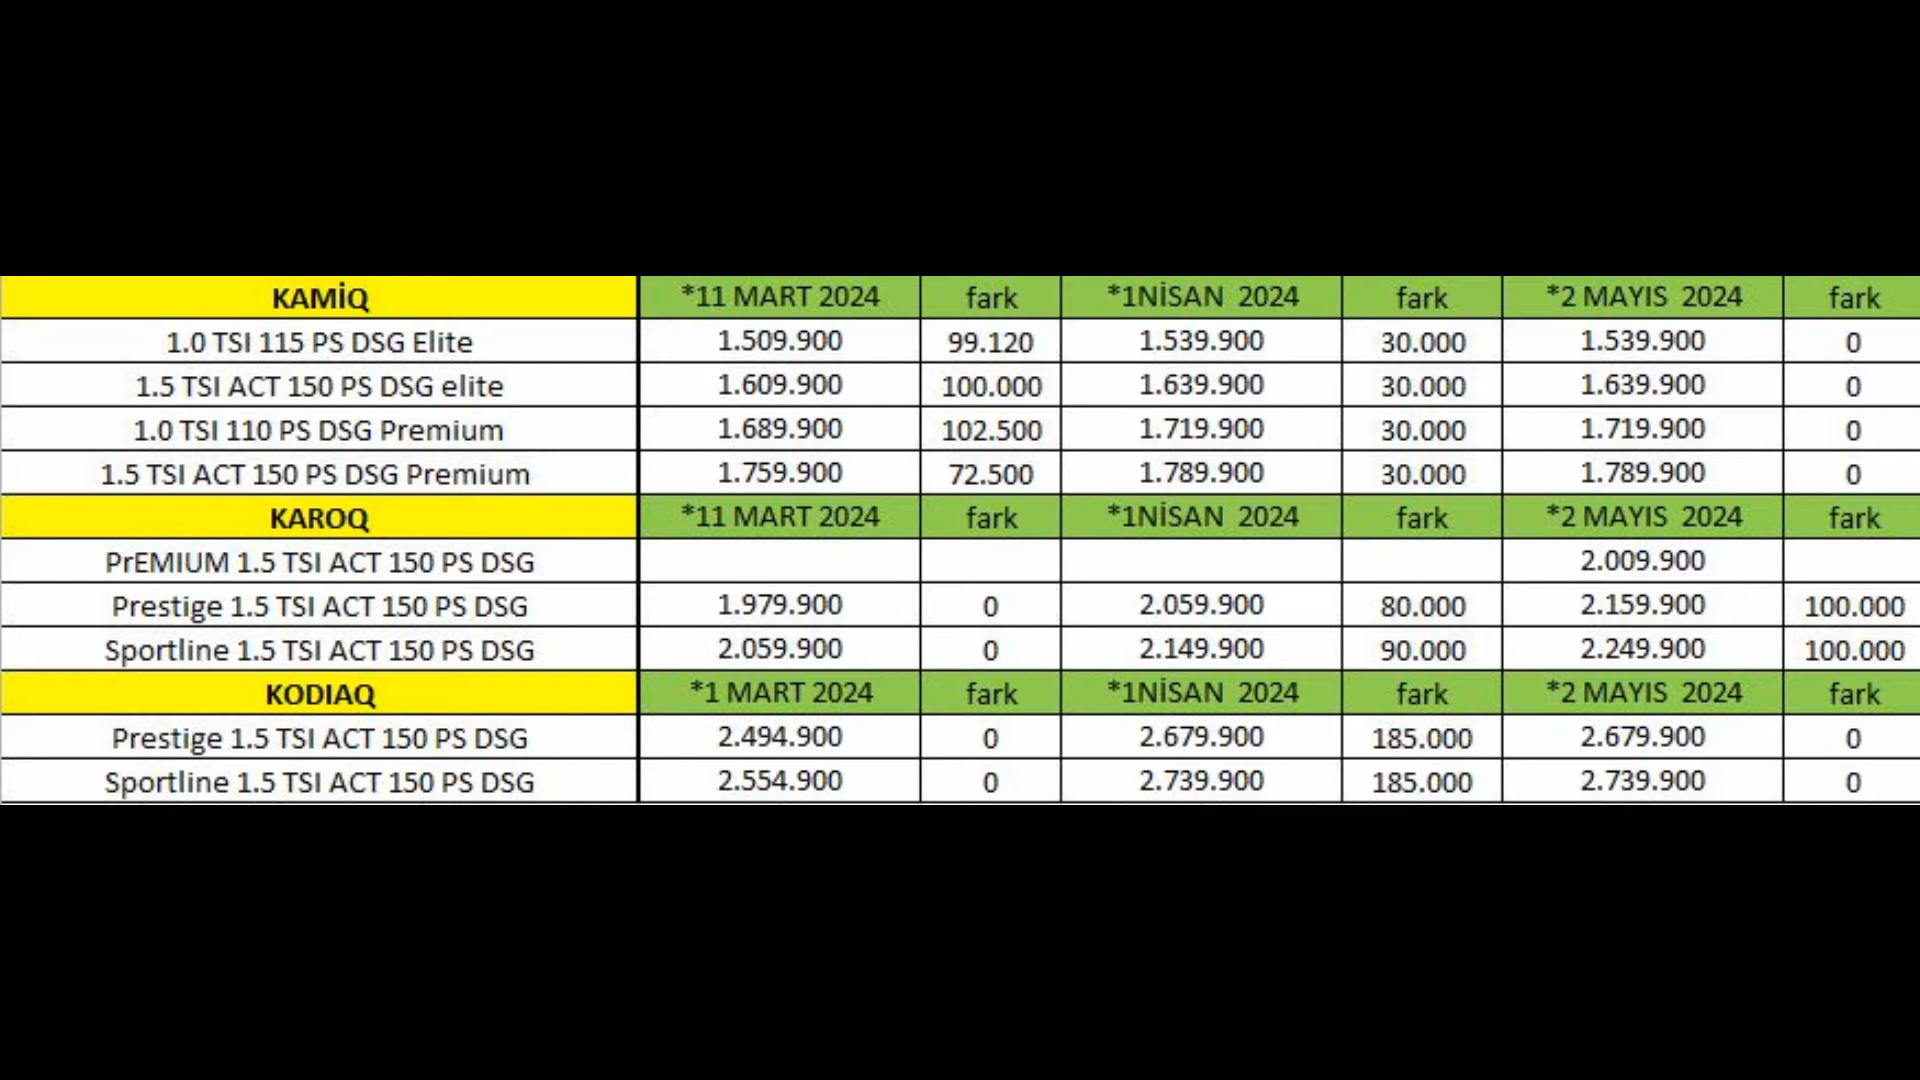 KAMİQ *11 MART 2024 fark *1NİSAN 2024 fark *2 MAYIS 2024 fark
1.0 TSI 115 PS DSG Elite 1.509.900 99.120 1.539.900 30.000 1.539.900 0
1.5 TSI ACT 150 PS DSG elite 1.609.900 100.000 1.639.900 30.000 1.639.900 0
1.0 TSI 110 PS DSG Premium 1.689.900 102.500 1.719.900 30.000 1.719.900 0
1.5 TSI ACT 150 PS DSG Premium 1.759.900 72.500 1.789.900 30.000 1.789.900 0
KAROQ *11 MART 2024 fark *1NİSAN 2024 fark *2 MAYIS 2024 fark
PrEMIUM 1.5 TSI ACT 150 PS DSG 2.009.900
Prestige 1.5 TSI ACT 150 PS DSG 1.979.900 0 2.059.900 80.000 2.159.900 100.000
Sportline 1.5 TSI ACT 150 PS DSG 2.059.900 0 2.149.900 90.000 2.249.900 100.000
KODIAQ *1 MART 2024 fark *1NİSAN 2024 fark *2 MAYIS 2024 fark
Prestige 1.5 TSI ACT 150 PS DSG 2.494.900 0 2.679.900 185.000 2.679.900 0
Sportline 1.5 TSI ACT 150 PS DSG 2.554.900 0 2.739.900 185.000 2.739.900 0